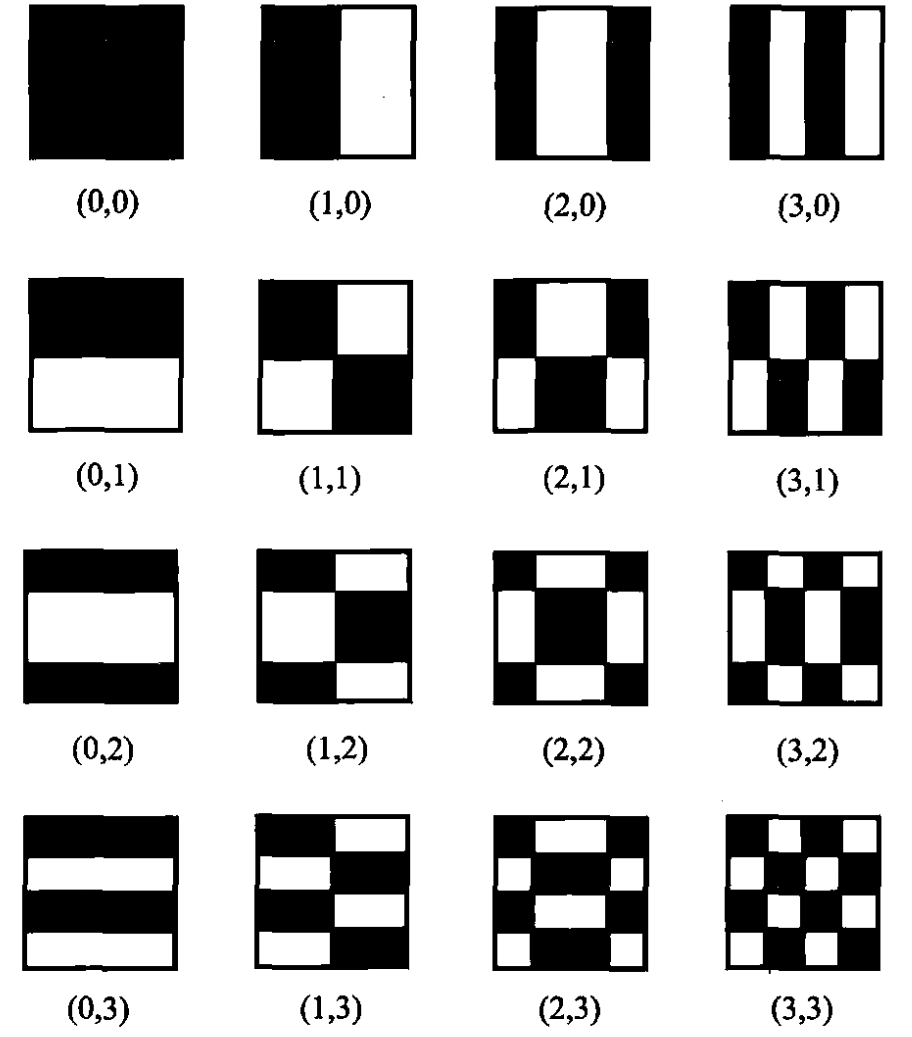 (0,0) (1,0) (2,0) (3,0)
(0,1) (1,1) (2,1) (3,1)
(0,2) (1,2) (2,2) (3,2)
(0,3) (1,3) (2,3) (3,3)